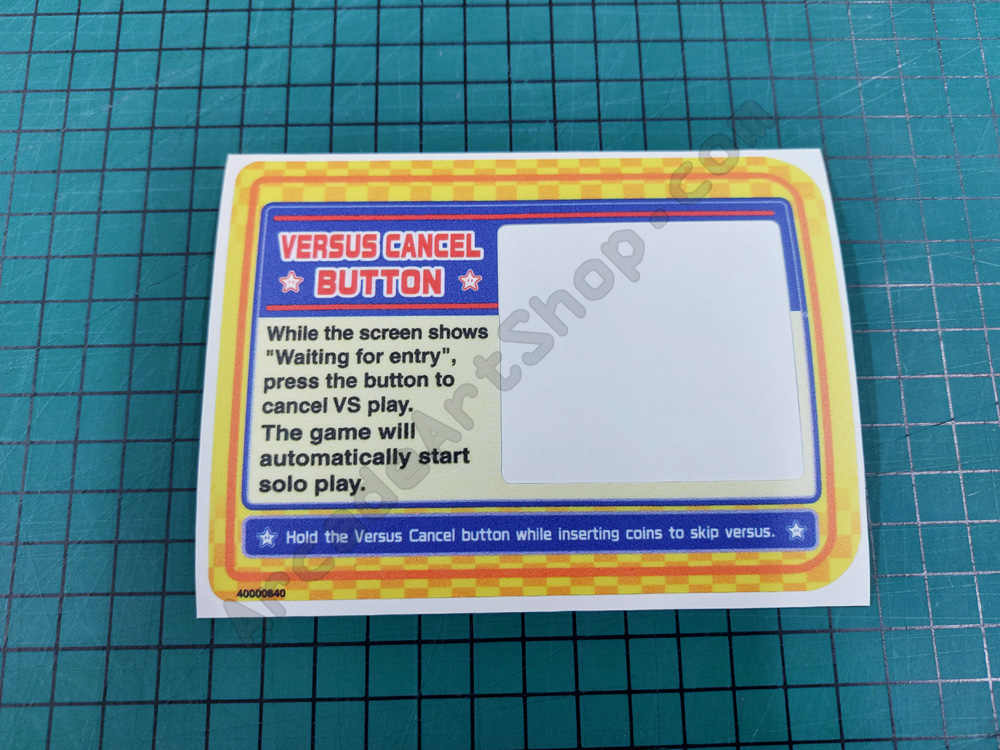 VERSUS CANCEL
BUTTON
While the screen shows
"Waiting for entry",
press the button to
cancel VS play.
The game will
automatically start
solo play.
Hold the Versus Cancel button while inserting coins to skip versus.
40000840
ArcadeArtShop.com